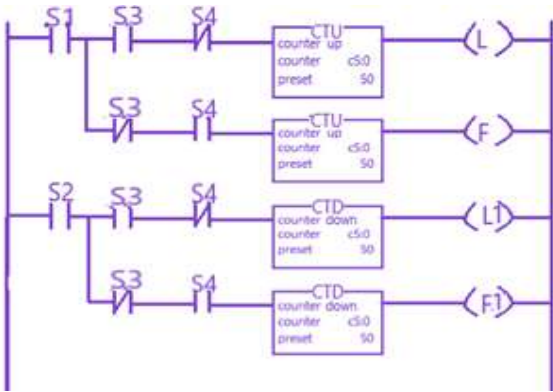 S1 S3 S4 CTU
counter up
counter c5:0
preset 50
L
S3 S4 CTU
counter up
counter c5:0
preset 50
F
S2 S3 S4 CTD
counter down
counter c5:0
preset 50
L1
S3 S4 CTD
counter down
counter c5:0
preset 50
F1